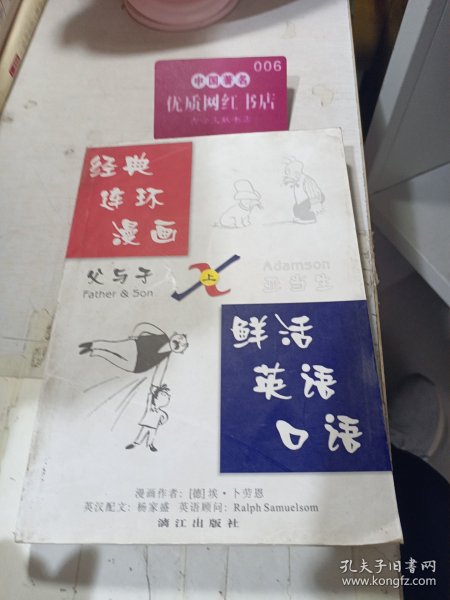 006
中国著名
优质网红书店
经典
连环
漫画
父与子
Father & Son
上
Adamson
亚当生
鲜活
英语
口语
漫画作者：[德]埃·卜劳恩
英汉配文：杨家盛 英语顾问：Ralph Samuelsom
漓江出版社
孔夫子旧书网
www.kongfz.com